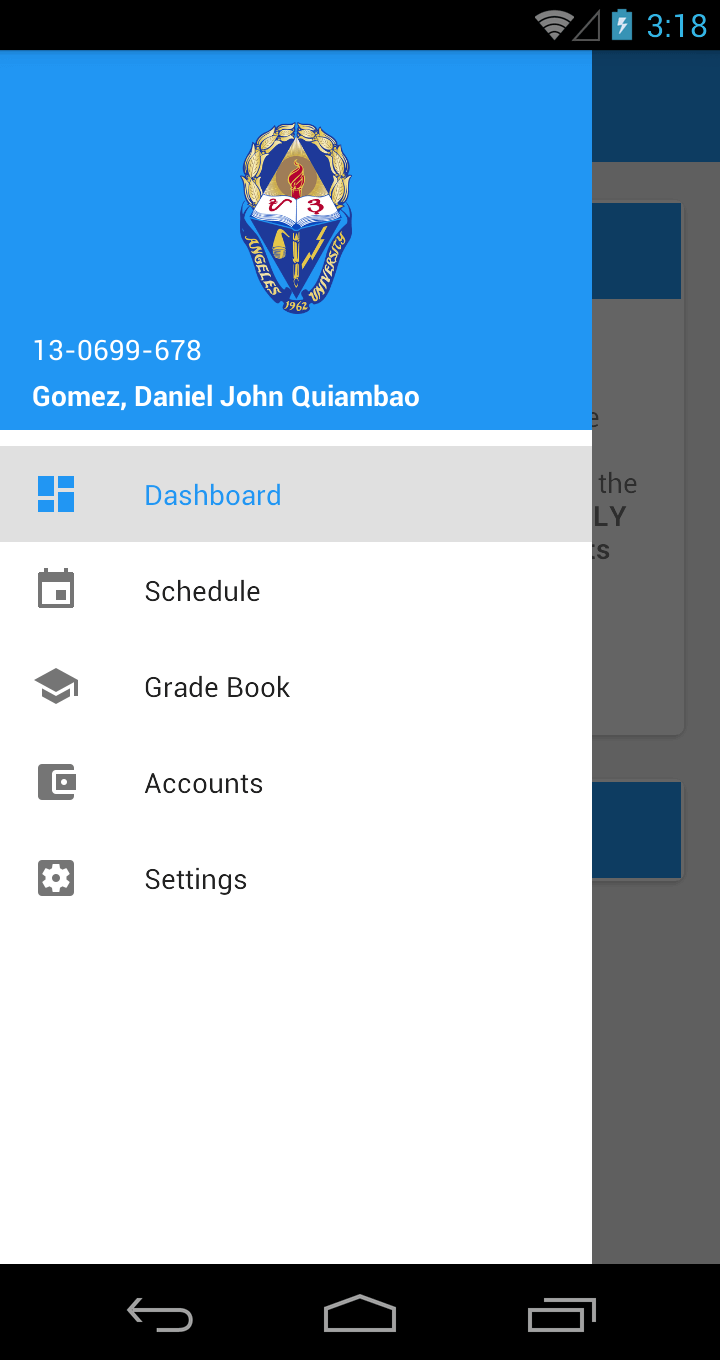 3:18
ANGELES UNIVERSITY
1962
13-0699-678
Gomez, Daniel John Quiambao
Dashboard
Schedule
Grade Book
Accounts
Settings
the
LY